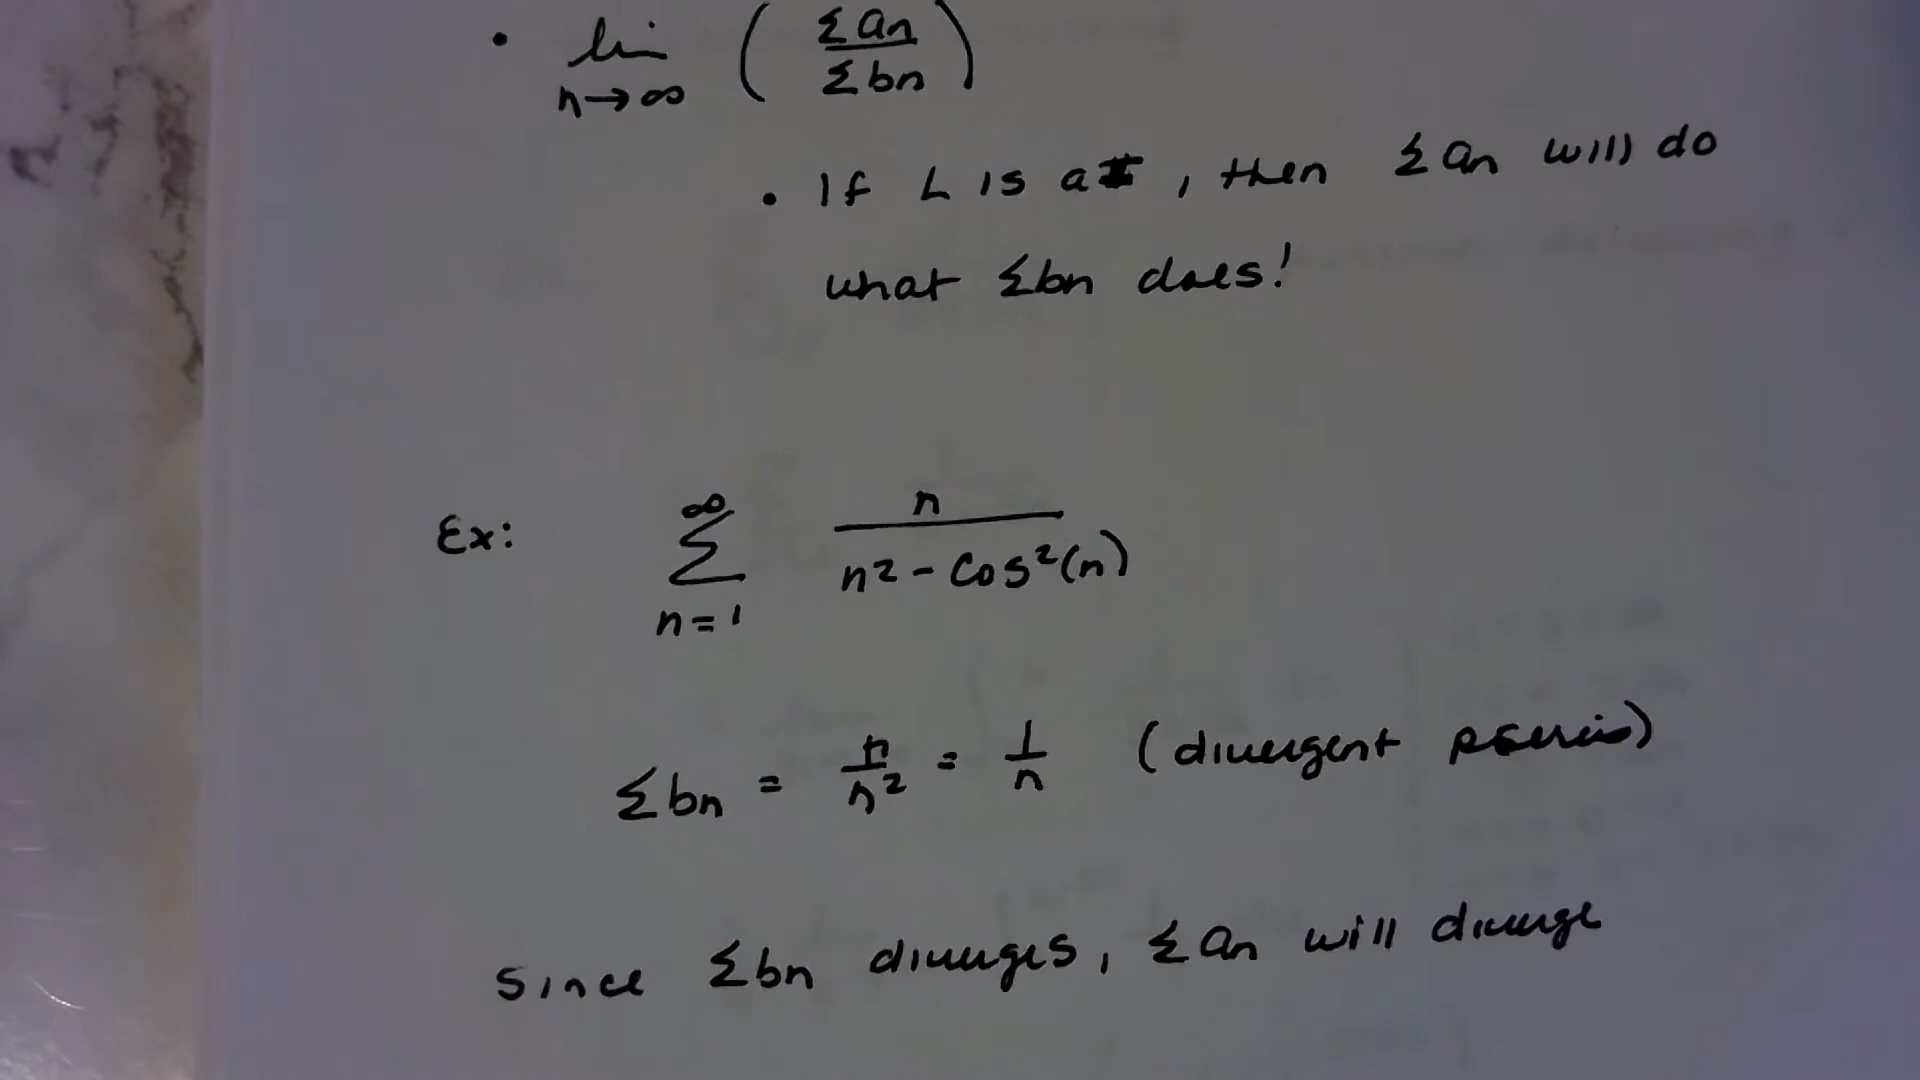 • lim n→∞ ( Σan / Σbn )
• If L is a #, then Σan will do
what Σbn does!
Ex: ∞ Σ n=1 n / n² - cos²(n)
Σbn = n/n² = 1/n (divergent pseries)
Since Σbn diverges, Σan will diverge